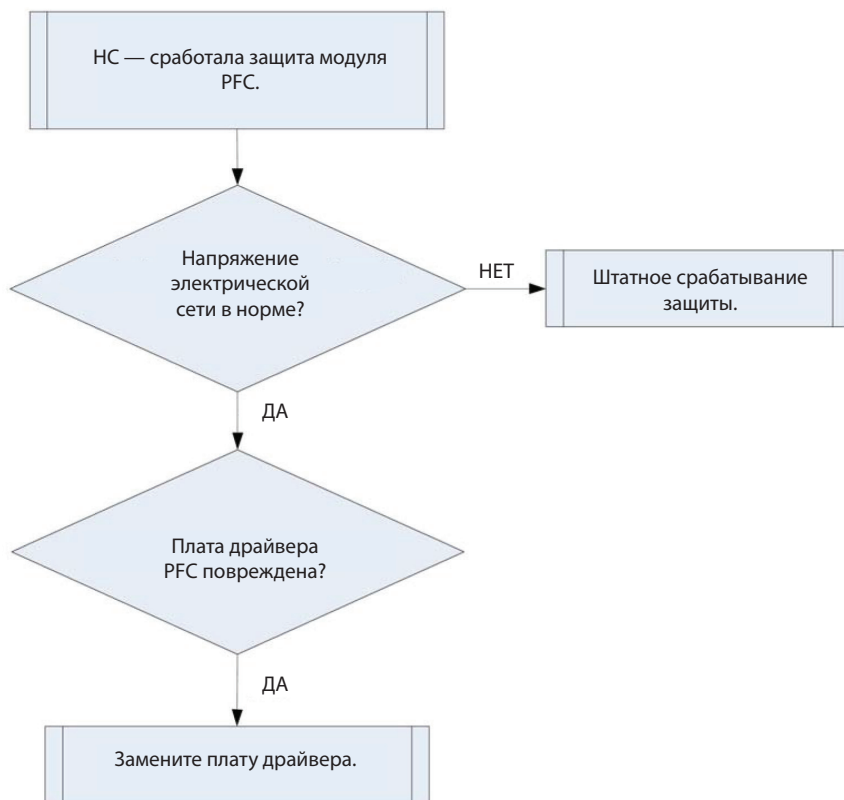 НС — сработала защита модуля
PFC.
Напряжение
электрической
сети в норме?
НЕТ
Штатное срабатывание
защиты.
ДА
Плата драйвера
PFC повреждена?
ДА
Замените плату драйвера.